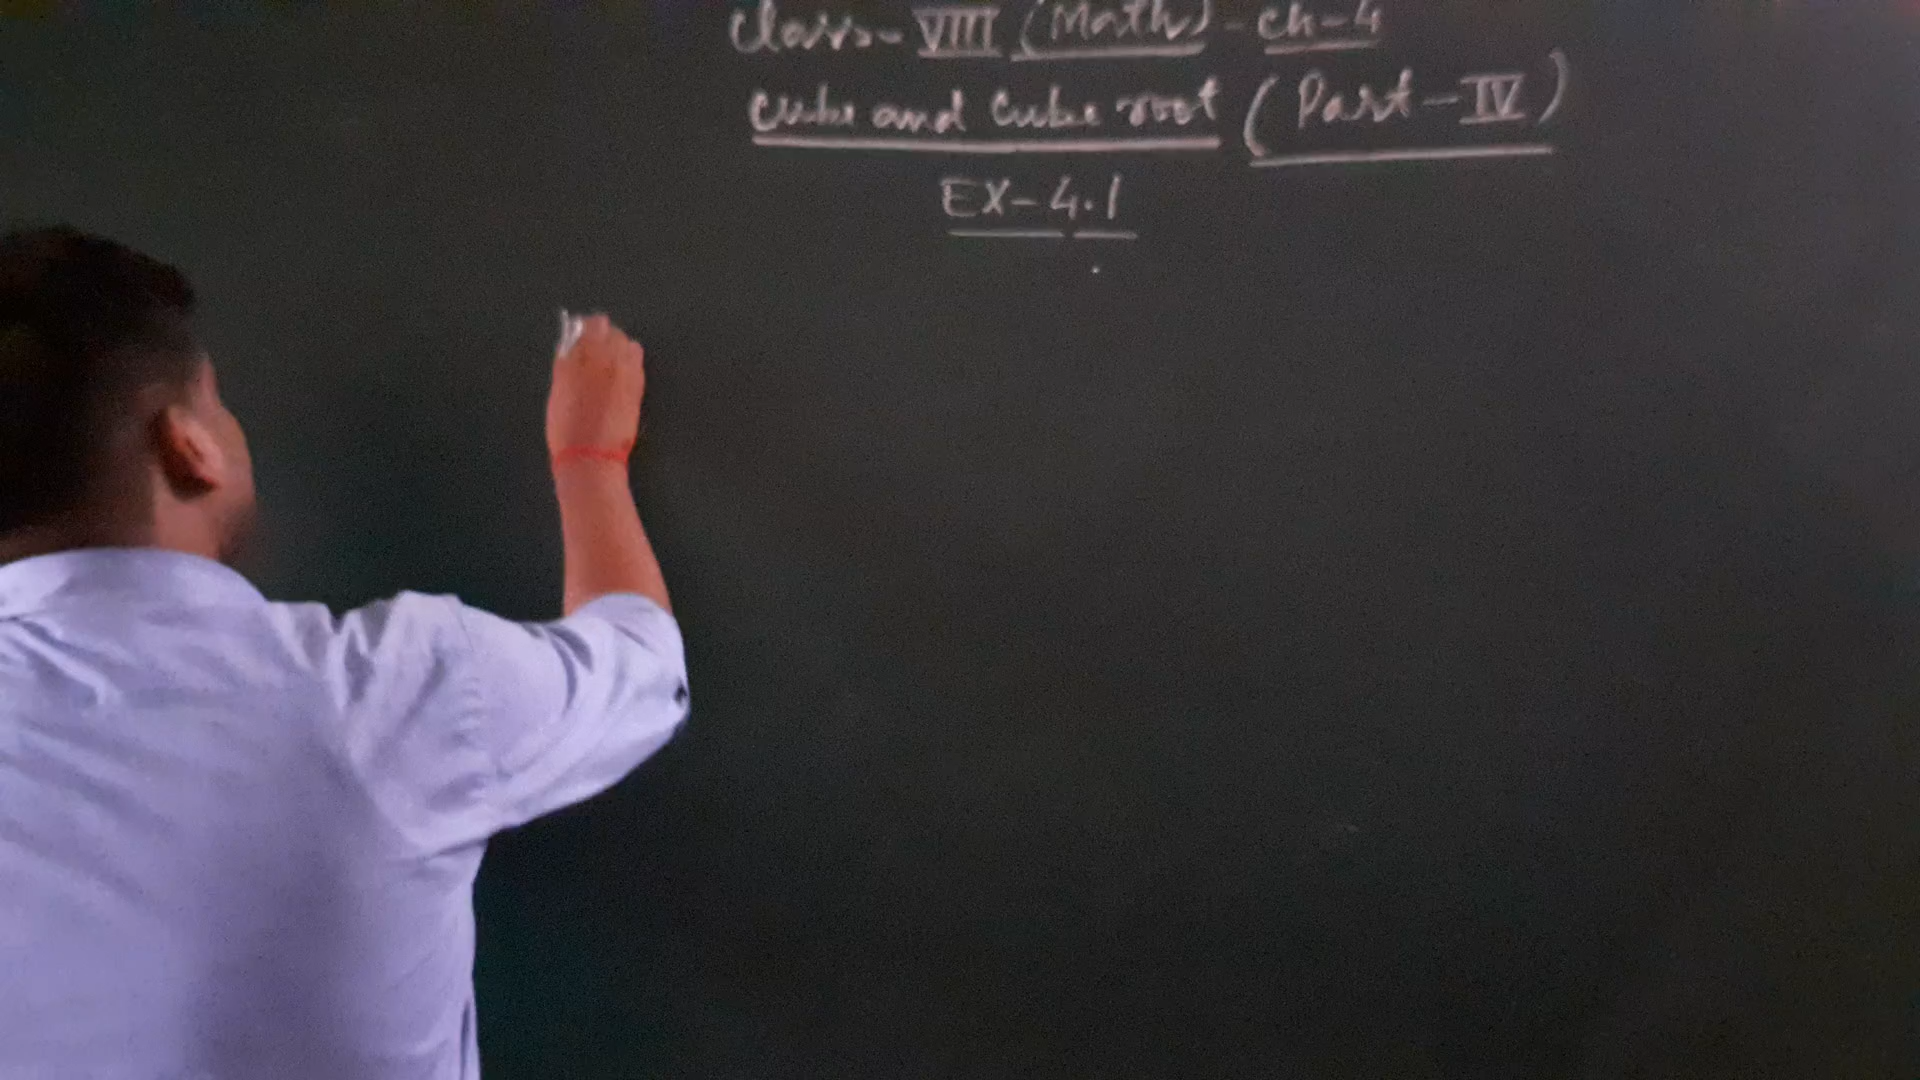 Class - VIII (Math) - Ch - 4
Cube and Cube root (Part - IV)
EX - 4.1